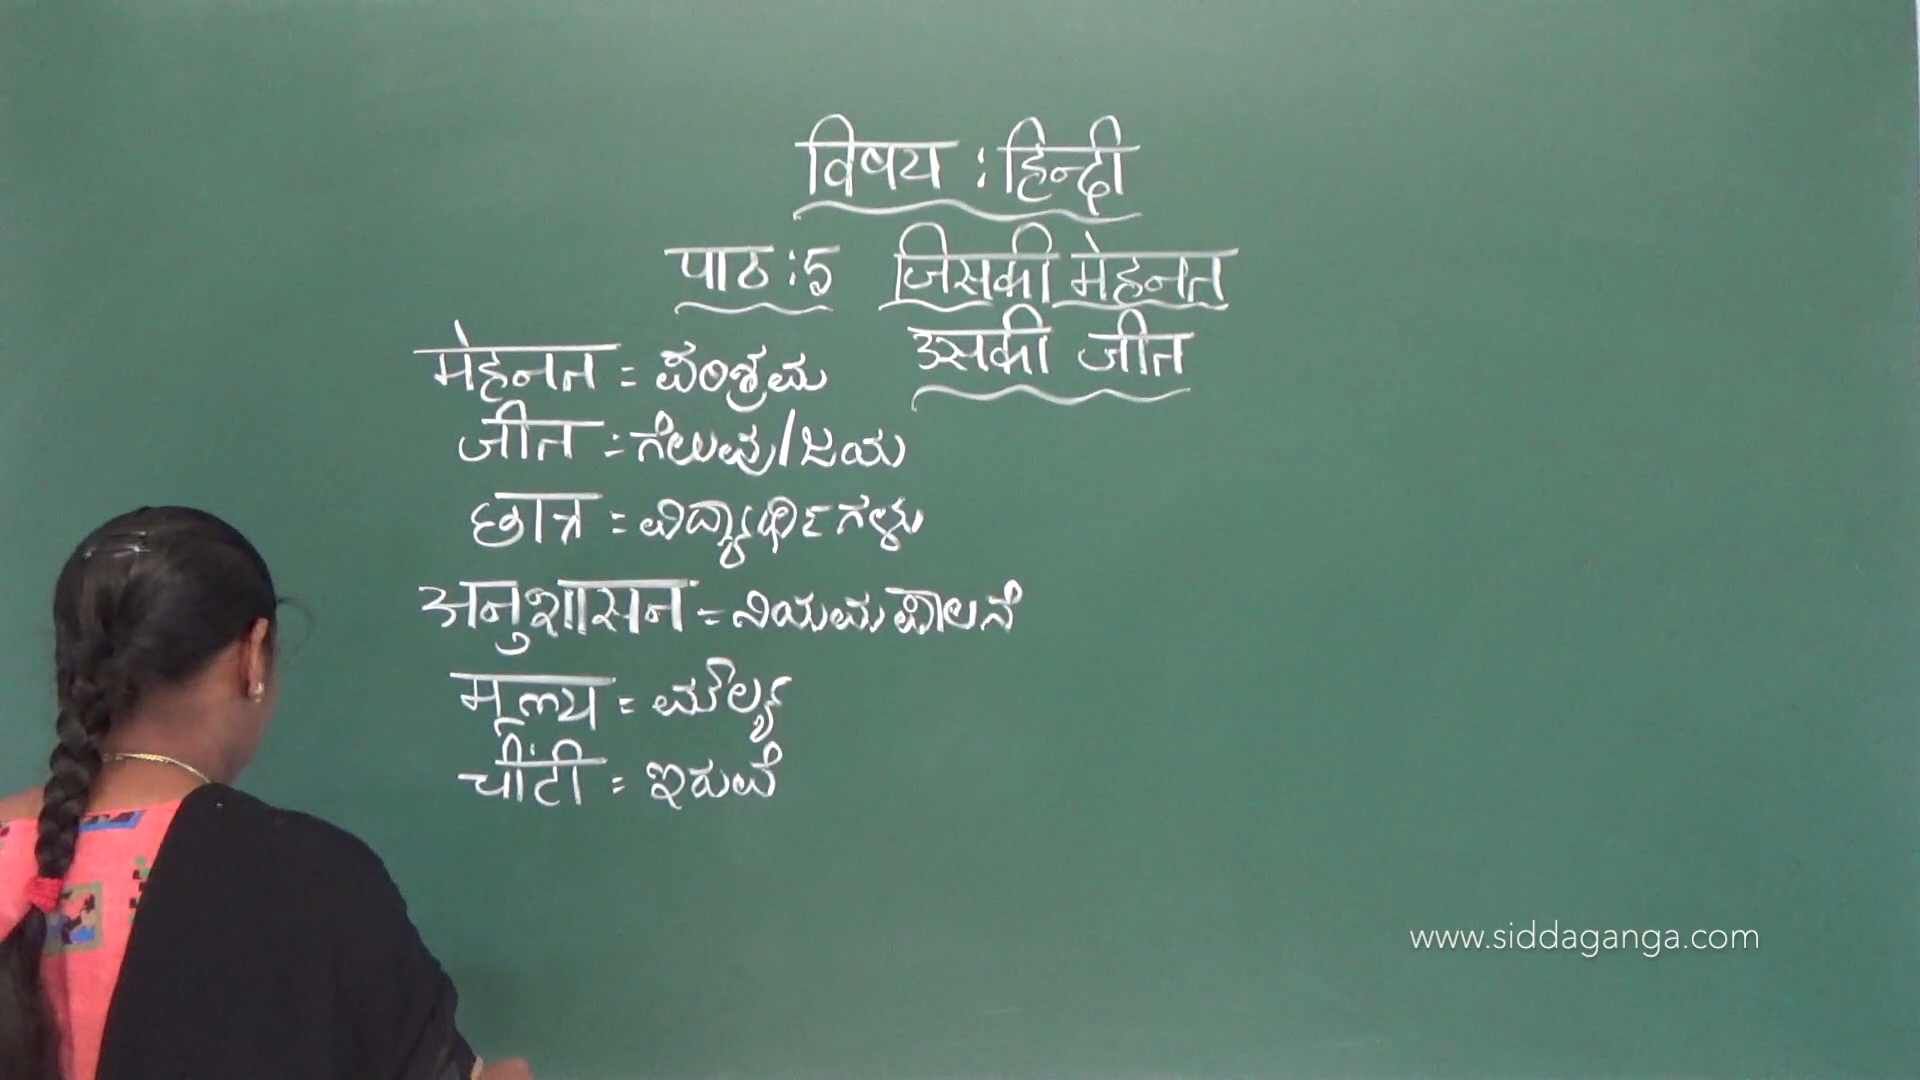 विषय : हिन्दी
पाठ : 5 जिसकी मेहनत
उसकी जीत
मेहनत = ಪರಿಶ್ರಮ
जीत = ಗೆಲುವು/ಜಯ
छात्र = ವಿದ್ಯಾರ್ಥಿಗಳು
अनुशासन = ನಿಯಮಪಾಲನೆ
मूल्य = ಮೌಲ್ಯ
चींटी = ಇರುವೆ
www.siddaganga.com